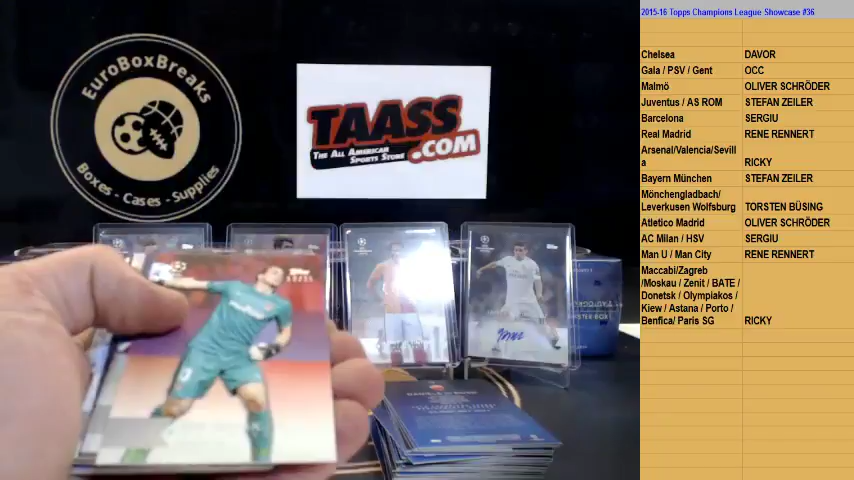 2015-16 Topps Champions League Showcase #36
Chelsea DAVOR
Gala / PSV / Gent OCC
Malmö OLIVER SCHRÖDER
Juventus / AS ROM STEFAN ZEILER
Barcelona SERGIU
Real Madrid RENE RENNERT
Arsenal/Valencia/Sevill
a RICKY
Bayern München STEFAN ZEILER
Mönchengladbach/
Leverkusen Wolfsburg TORSTEN BÜSING
Atletico Madrid OLIVER SCHRÖDER
AC Milan / HSV SERGIU
Man U / Man City RENE RENNERT
Maccabi/Zagreb
/Moskau / Zenit / BATE /
Donetsk / Olympiakos /
Kiew / Astana / Porto /
Benfica/ Paris SG RICKY
EuroBoxBreaks
Boxes - Cases - Supplies
TAASS
.COM
THE ALL AMERICAN
SPORTS STORE
topps